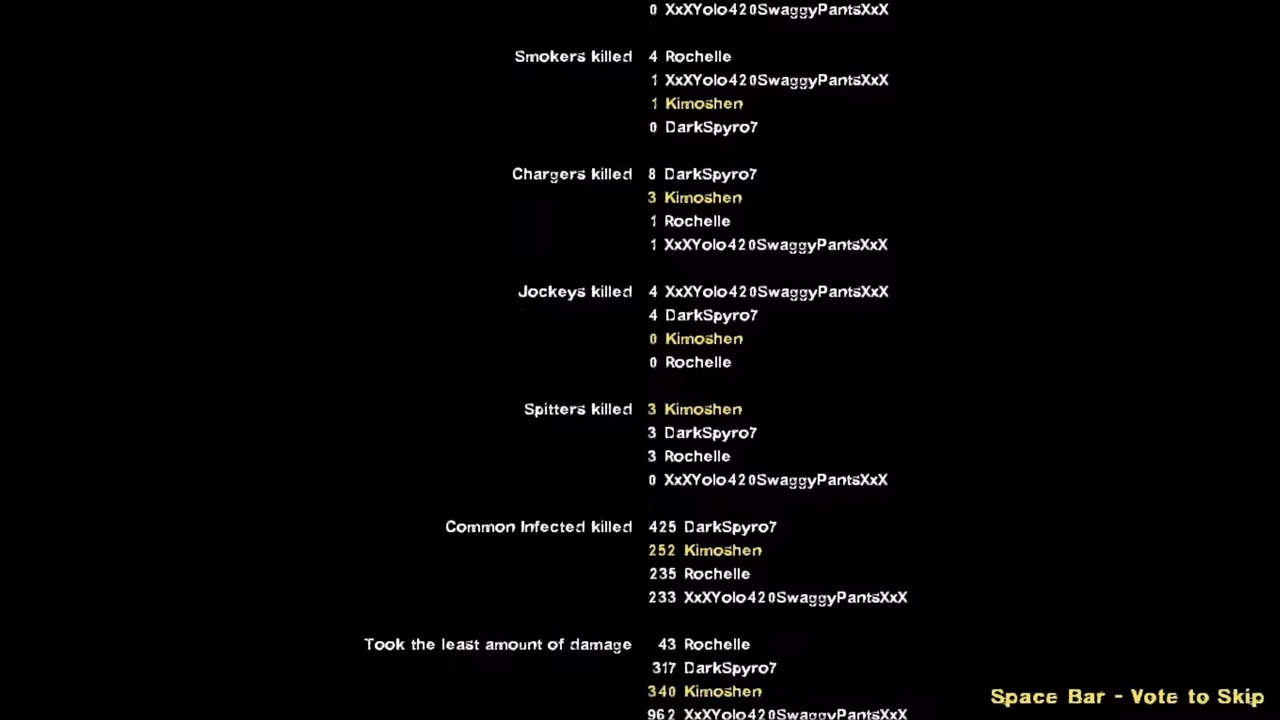 0 XxXYolo420SwaggyPantsXxX
Smokers killed 4 Rochelle
1 XxXYolo420SwaggyPantsXxX
1 Kimoshen
0 DarkSpyro7
Chargers killed 8 DarkSpyro7
3 Kimoshen
1 Rochelle
1 XxXYolo420SwaggyPantsXxX
Jockeys killed 4 XxXYolo420SwaggyPantsXxX
4 DarkSpyro7
0 Kimoshen
0 Rochelle
Spitters killed 3 Kimoshen
3 DarkSpyro7
3 Rochelle
0 XxXYolo420SwaggyPantsXxX
Common Infected killed 425 DarkSpyro7
252 Kimoshen
235 Rochelle
233 XxXYolo420SwaggyPantsXxX
Took the least amount of damage 43 Rochelle
317 DarkSpyro7
340 Kimoshen
962 XxXYolo420SwaggyPantsXxX
Space Bar - Vote to Skip